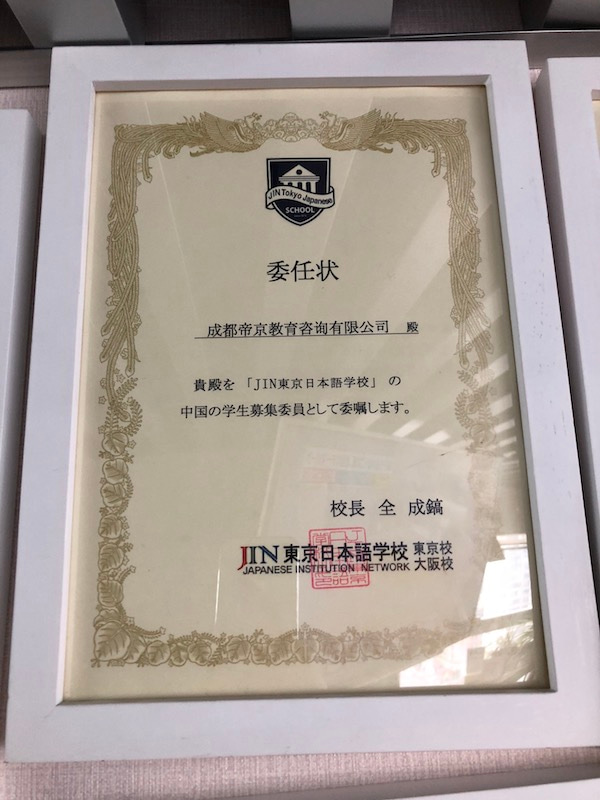 JIN Tokyo Japanese
SCHOOL
委任状
成都帝京教育咨询有限公司 殿
貴殿を 「JIN東京日本語学校」 の
中国の学生募集委員として委嘱します。
校長 全 成鎬
JIN 東京日本語学校 東京校 大阪校
JAPANESE INSTITUTION NETWORK